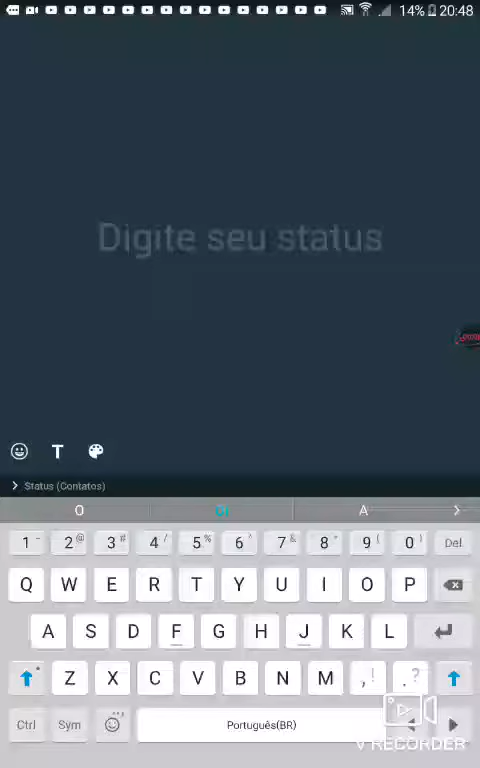 14% 20:48
Digite seu status
T
Status (Contatos)
O A
1 - 2 @ 3 # 4 / 5 % 6 ^ 7 & 8 * 9 ( 0 ) Del
Q W E R T Y U I O P
A S D F G H J K L
Z X C V B N M , ! . ?
Ctrl Sym Português(BR)
V RECORDER